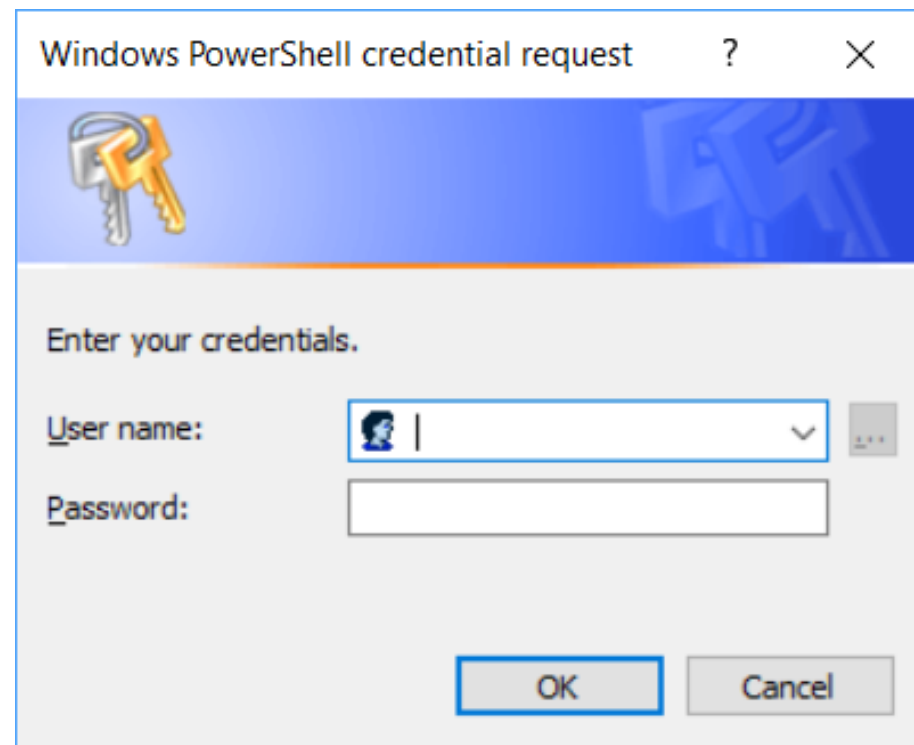 Windows PowerShell credential request ?
Enter your credentials.
User name:
...
Password:
OK Cancel